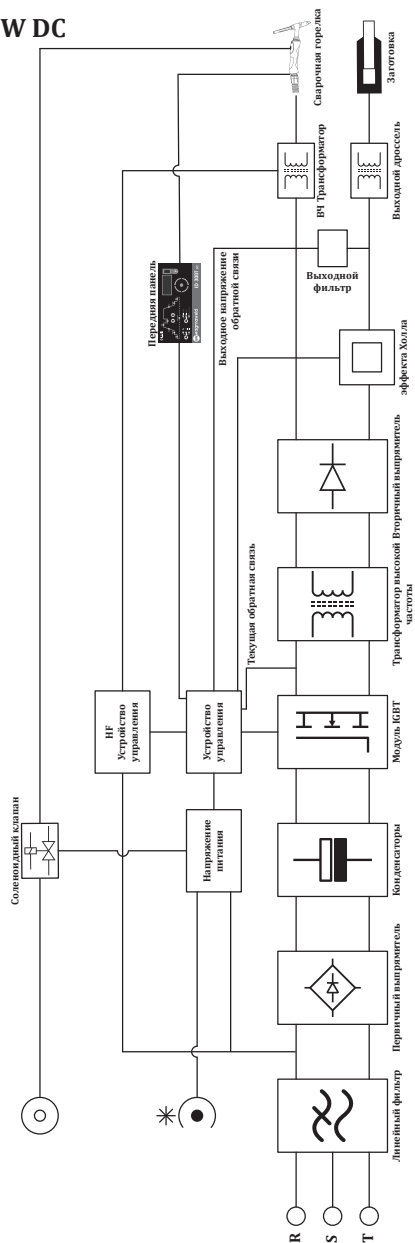 W DC
Сварочная горелка
Заготовка
ВЧ Трансформатор
Выходной дроссель
Передняя панель
Выходное напряжение
обратной связи
Выходной
фильтр
эффекта Холла
Вторичный выпрямитель
Текущая обратная связь
Трансформатор высокой
частоты
HF
Устройство
управления
Устройство
управления
Модуль IGBT
Соленоидный клапан
Напряжение
питания
Конденсаторы
Первичный выпрямитель
Линейный фильтр
R
S
T